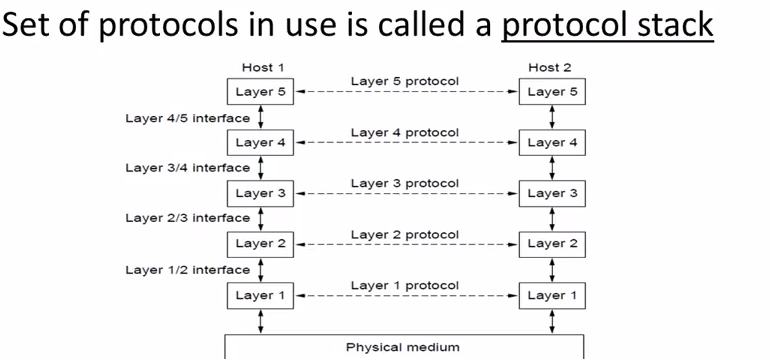 Set of protocols in use is called a protocol stack
Host 1
Host 2
Layer 5
Layer 5 protocol
Layer 5
Layer 4/5 interface
Layer 4
Layer 4 protocol
Layer 4
Layer 3/4 interface
Layer 3
Layer 3 protocol
Layer 3
Layer 2/3 interface
Layer 2
Layer 2 protocol
Layer 2
Layer 1/2 interface
Layer 1
Layer 1 protocol
Layer 1
Physical medium